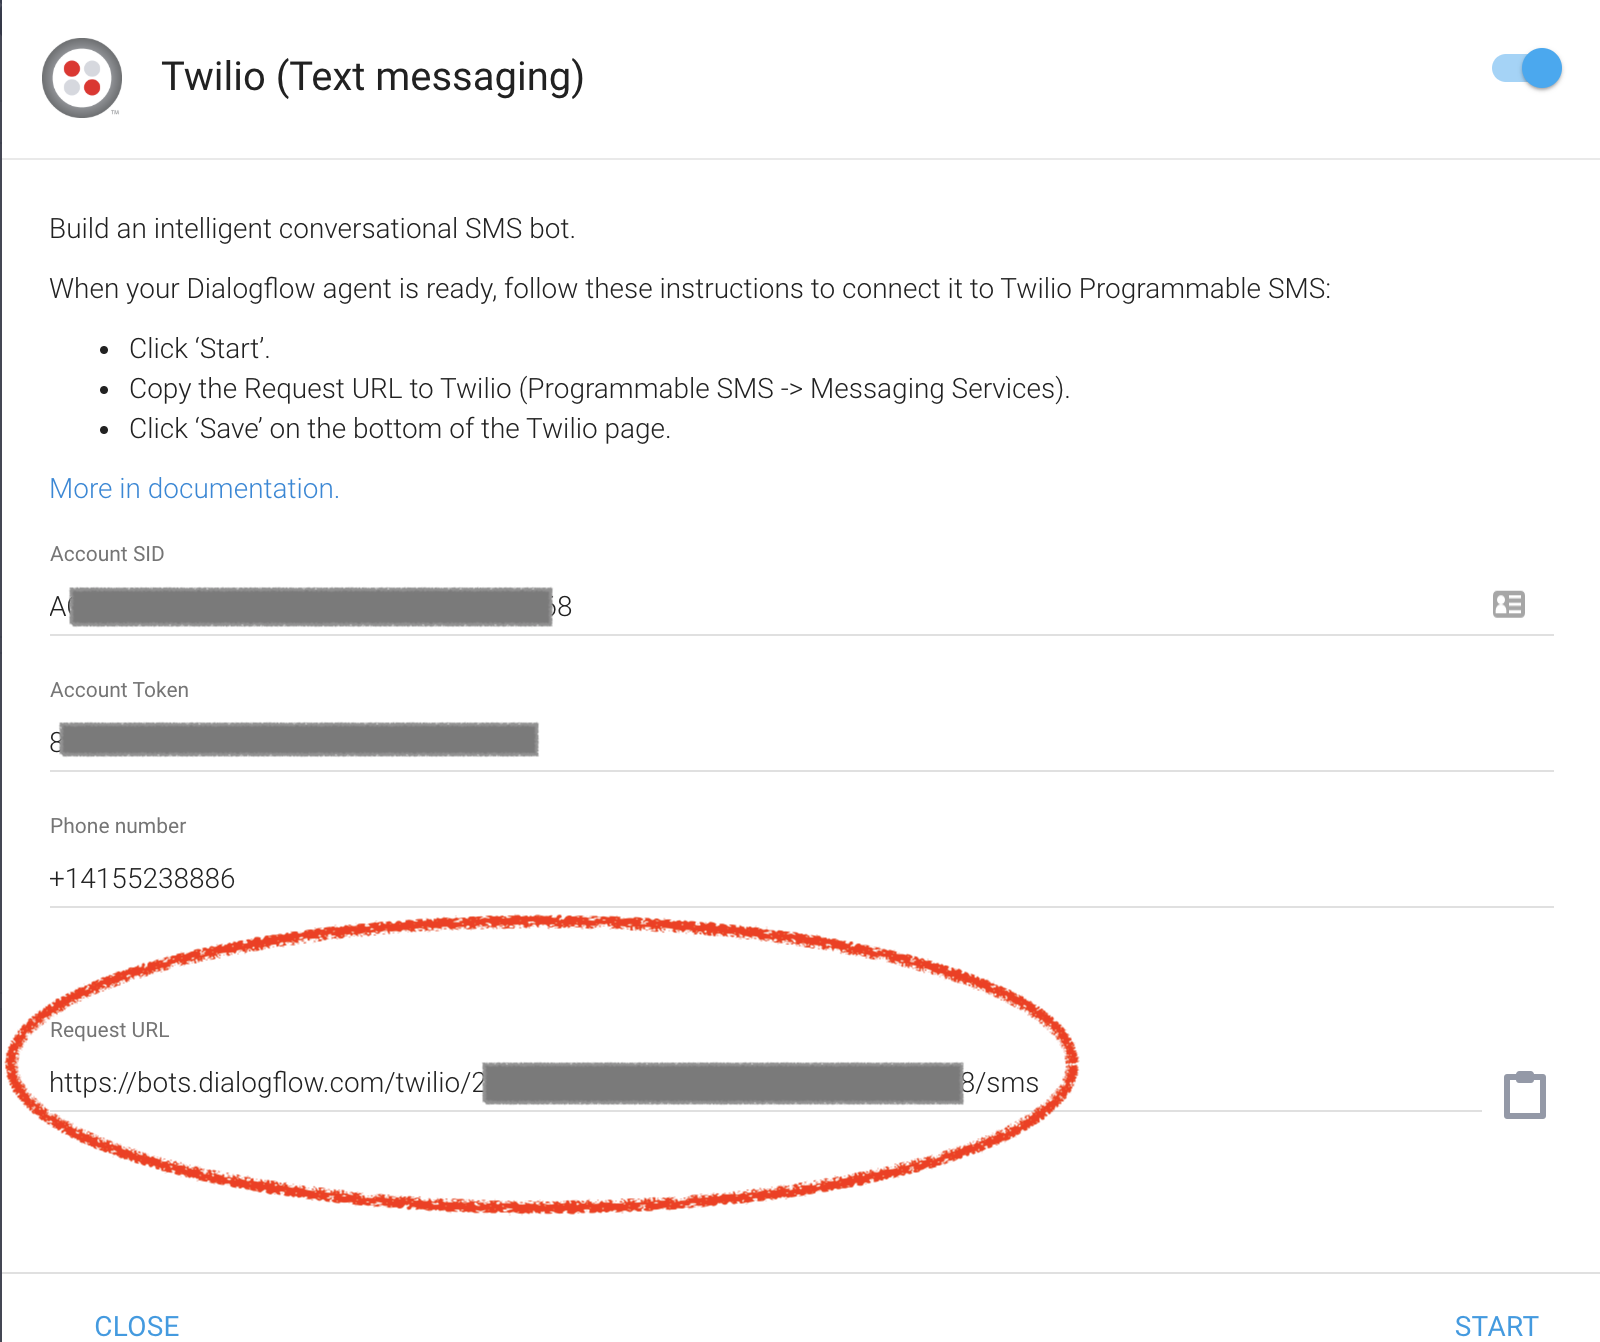 Twilio (Text messaging)
Build an intelligent conversational SMS bot.
When your Dialogflow agent is ready, follow these instructions to connect it to Twilio Programmable SMS:
• Click ‘Start’.
• Copy the Request URL to Twilio (Programmable SMS -> Messaging Services).
• Click ‘Save’ on the bottom of the Twilio page.
More in documentation.
Account SID
A 8
Account Token
8
Phone number
+14155238886
Request URL
https://bots.dialogflow.com/twilio/2 8/sms
CLOSE
START